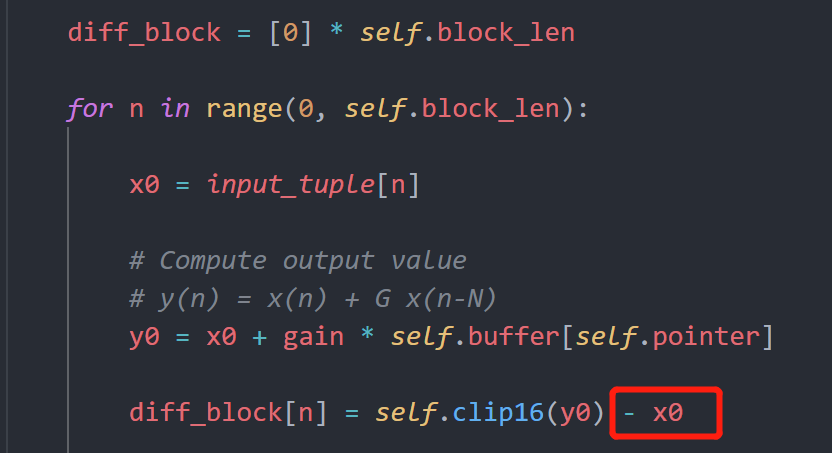 diff_block = [0] * self.block_len
for n in range(0, self.block_len):
x0 = input_tuple[n]
# Compute output value
# y(n) = x(n) + G x(n-N)
y0 = x0 + gain * self.buffer[self.pointer]
diff_block[n] = self.clip16(y0) - x0